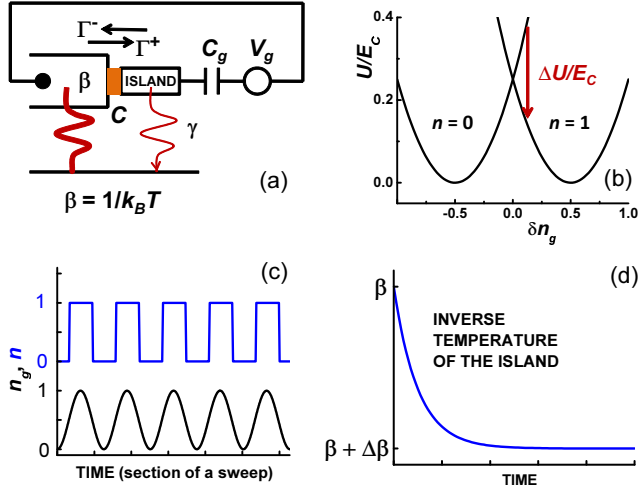 Γ⁻
Γ⁺
C_g V_g
β ISLAND
C
γ
(a)
β = 1/k_BT
0.4
0.2
0.0
U/E_C
ΔU/E_C
n = 0 n = 1
(b)
-0.5 0.0 0.5 1.0
δn_g
(c)
1
0
1
0
n_g, n
TIME (section of a sweep)
(d)
β
INVERSE
TEMPERATURE
OF THE ISLAND
β + Δβ
TIME